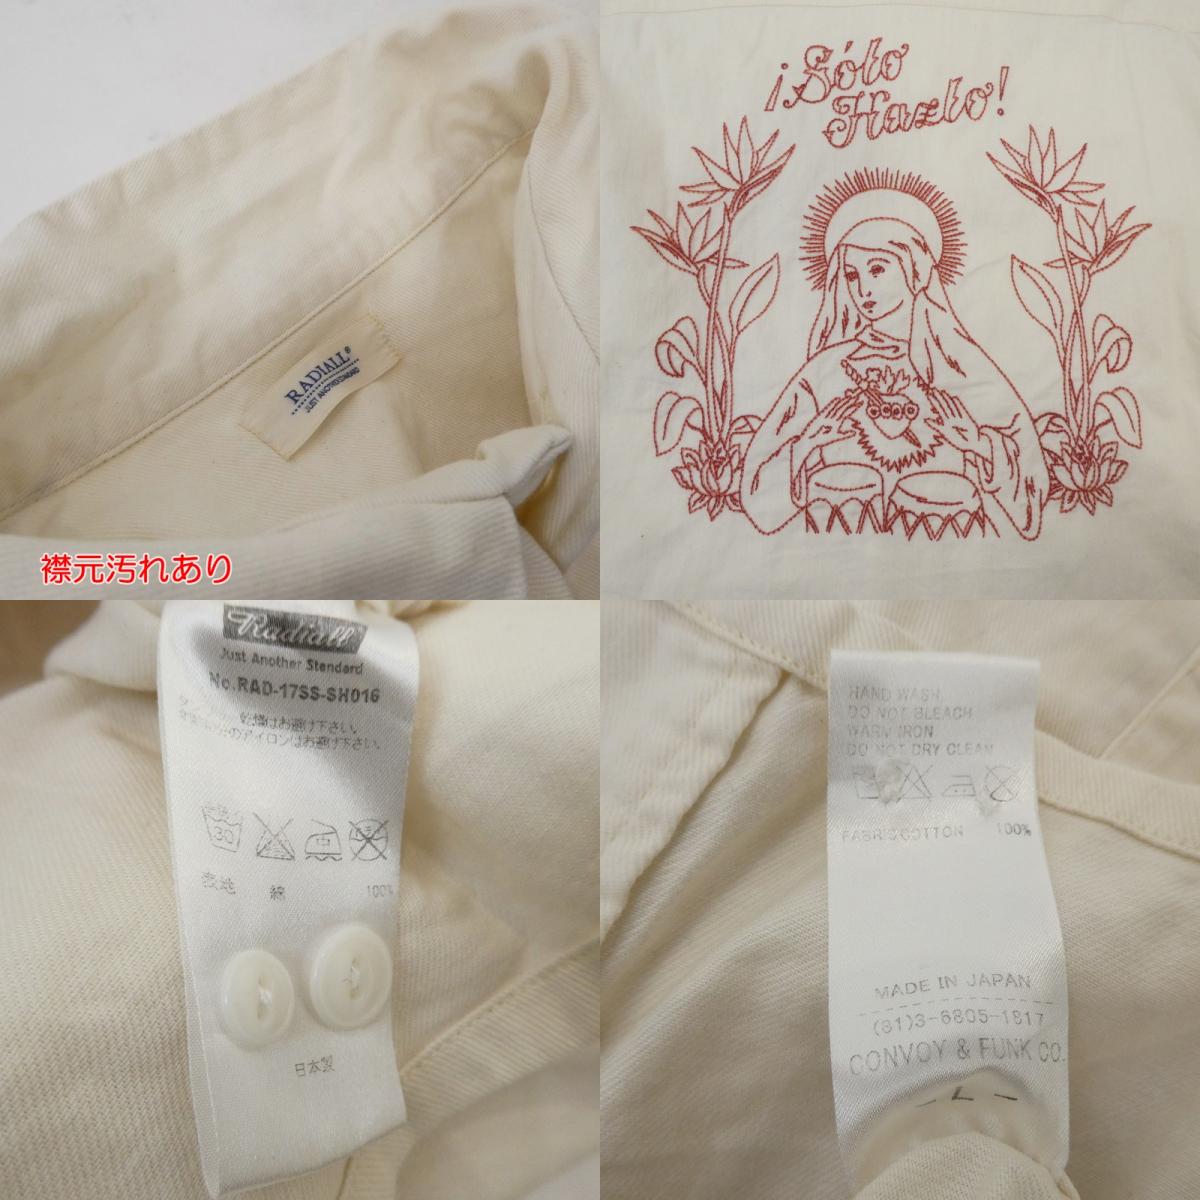 RADIALL®
JUST ANOTHER STANDARD
襟元汚れあり
¡Sólo
Hazlo!
Radiall
Just Another Standard
No.RAD-17SS-SH016
乾燥はお避け下さい。
のアイロンはお避け下さい。
30
中
表地 綿 100%
日本製
HAND WASH
DO NOT BLEACH
WARM IRON
DO NOT DRY CLEAN
FABRIC COTTON 100%
MADE IN JAPAN
(81)3-6805-1817
CONVOY & FUNK CO.
- L -